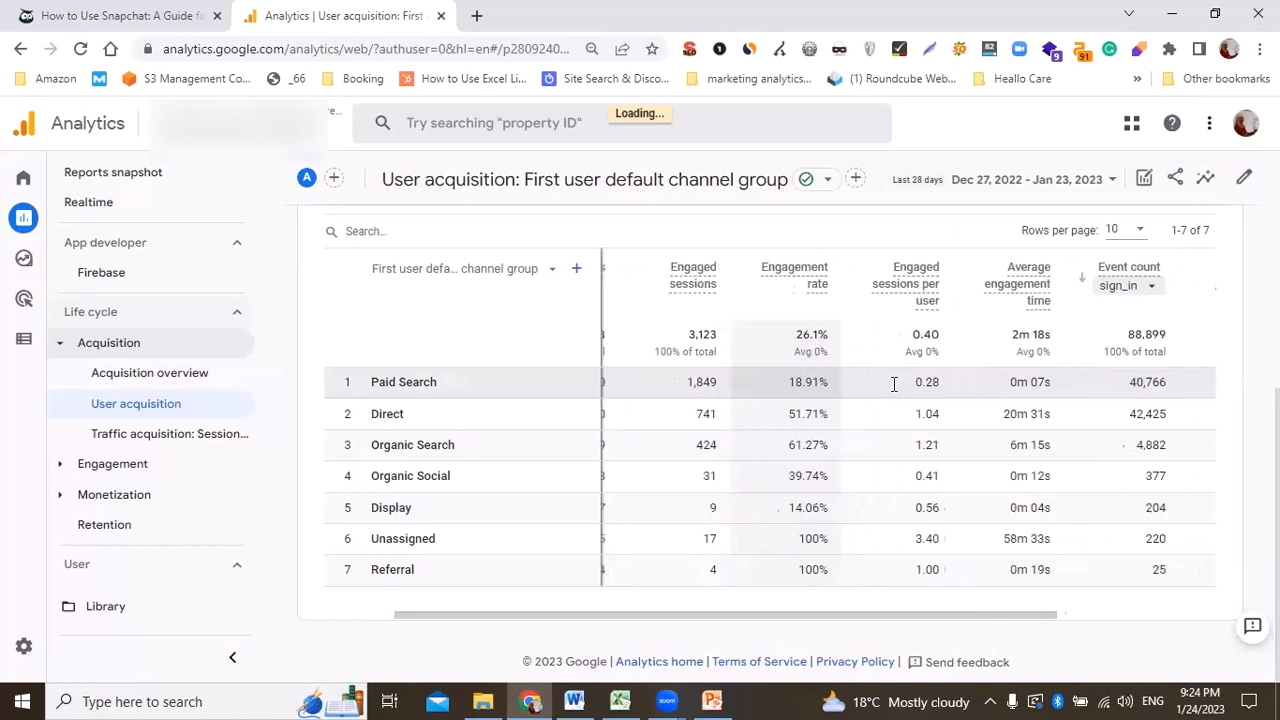 How to Use Snapchat: A Guide fo
Analytics | User acquisition: First
analytics.google.com/analytics/web/?authuser=0&hl=en#/p2809240...
Amazon
S3 Management Co...
_66
Booking
How to Use Excel Li...
Site Search & Disco...
marketing analytics...
(1) Roundcube Web...
Heallo Care
»
Other bookmarks
82
9
91
Analytics
Try searching "property ID"
Loading...
Reports snapshot
Realtime
App developer
Firebase
Life cycle
Acquisition
Acquisition overview
User acquisition
Traffic acquisition: Session...
Engagement
Monetization
Retention
User
Library
A
User acquisition: First user default channel group
Last 28 days Dec 27, 2022 - Jan 23, 2023
Search...
Rows per page: 10
1-7 of 7
First user defa... channel group
Engaged sessions
Engagement rate
Engaged sessions per user
Average engagement time
Event count
sign_in
3,123 26.1% 0.40 2m 18s 88,899
100% of total Avg 0% Avg 0% Avg 0% 100% of total
1 Paid Search 1,849 18.91% 0.28 0m 07s 40,766
2 Direct 741 51.71% 1.04 20m 31s 42,425
3 Organic Search 424 61.27% 1.21 6m 15s 4,882
4 Organic Social 31 39.74% 0.41 0m 12s 377
5 Display 9 14.06% 0.56 0m 04s 204
6 Unassigned 17 100% 3.40 58m 33s 220
7 Referral 4 100% 1.00 0m 19s 25
© 2023 Google | Analytics home | Terms of Service | Privacy Policy | Send feedback
Type here to search
18°C Mostly cloudy
ENG
9:24 PM
1/24/2023